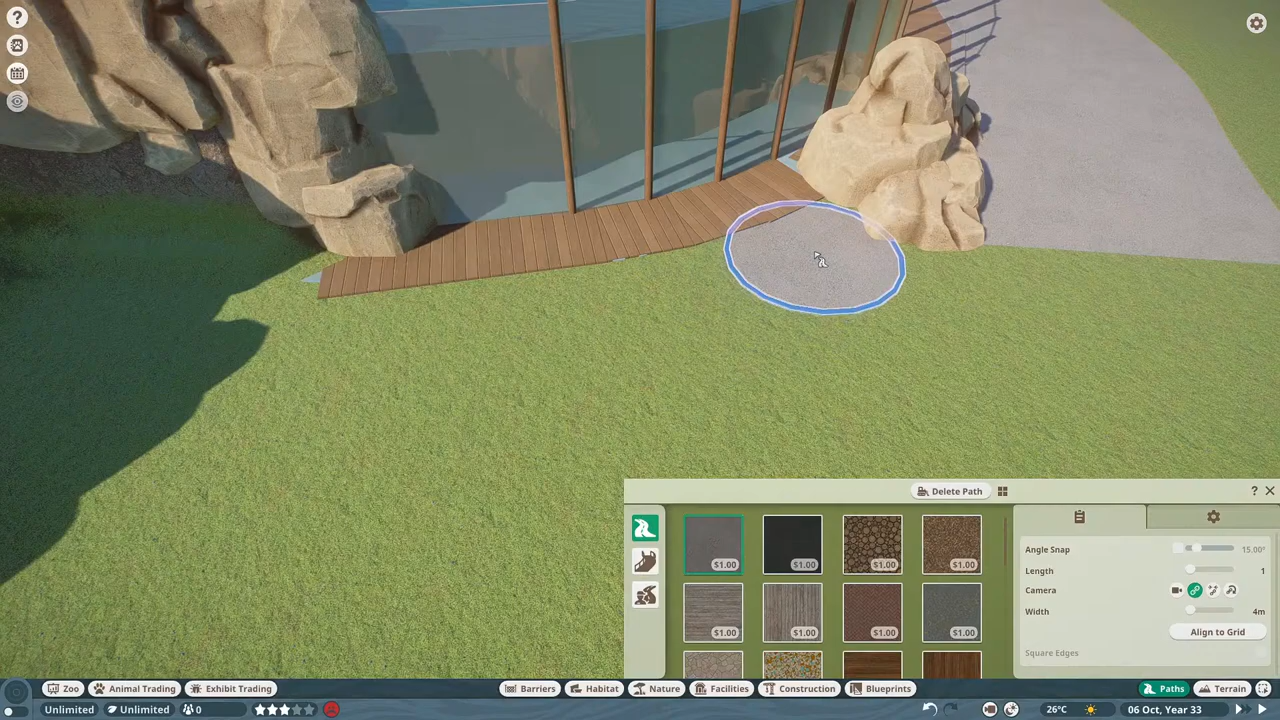 ?
Delete Path
?
$1.00 $1.00 $1.00 $1.00
$1.00 $1.00 $1.00 $1.00
Angle Snap 15.00°
Length 1
Camera
Width 4m
Align to Grid
Square Edges
Zoo Animal Trading Exhibit Trading Barriers Habitat Nature Facilities Construction Blueprints Paths Terrain
Unlimited Unlimited 0 26°C 06 Oct, Year 33